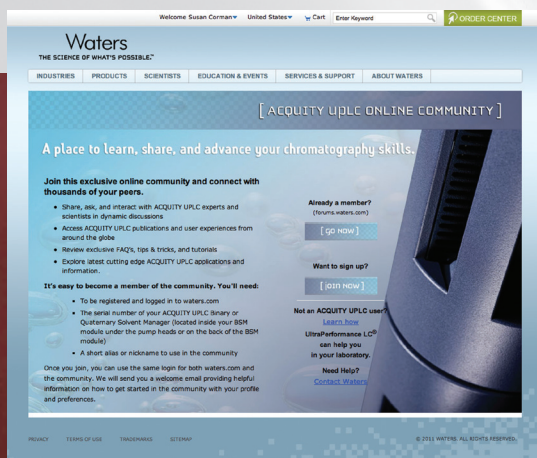 Welcome Susan Corman United States Cart Enter Keyword ORDER CENTER
Waters
THE SCIENCE OF WHAT'S POSSIBLE.™
INDUSTRIES PRODUCTS SCIENTISTS EDUCATION & EVENTS SERVICES & SUPPORT ABOUT WATERS
[ ACQUITY UPLC ONLINE COMMUNITY ]
A place to learn, share, and advance your chromatography skills.
Join this exclusive online community and connect with
thousands of your peers.
• Share, ask, and interact with ACQUITY UPLC experts and
scientists in dynamic discussions
• Access ACQUITY UPLC publications and user experiences from
around the globe
• Review exclusive FAQ's, tips & tricks, and tutorials
• Explore latest cutting edge ACQUITY UPLC applications and
information.
It's easy to become a member of the community. You'll need:
• To be registered and logged in to waters.com
• The serial number of your ACQUITY UPLC Binary or
Quaternary Solvent Manager (located inside your BSM
module under the pump heads or on the back of the BSM
module)
• A short alias or nickname to use in the community
Once you join, you can use the same login for both waters.com and
the community. We will send you a welcome email providing helpful
information on how to get started in the community with your profile
and preferences.
Already a member?
(forums.waters.com)
[ GO NOW ]
Want to sign up?
[ JOIN NOW ]
Not an ACQUITY UPLC user?
Learn how
UltraPerformance LC®
can help you
in your laboratory.
Need Help?
Contact Waters
PRIVACY TERMS OF USE TRADEMARKS SITEMAP © 2011 WATERS. ALL RIGHTS RESERVED.